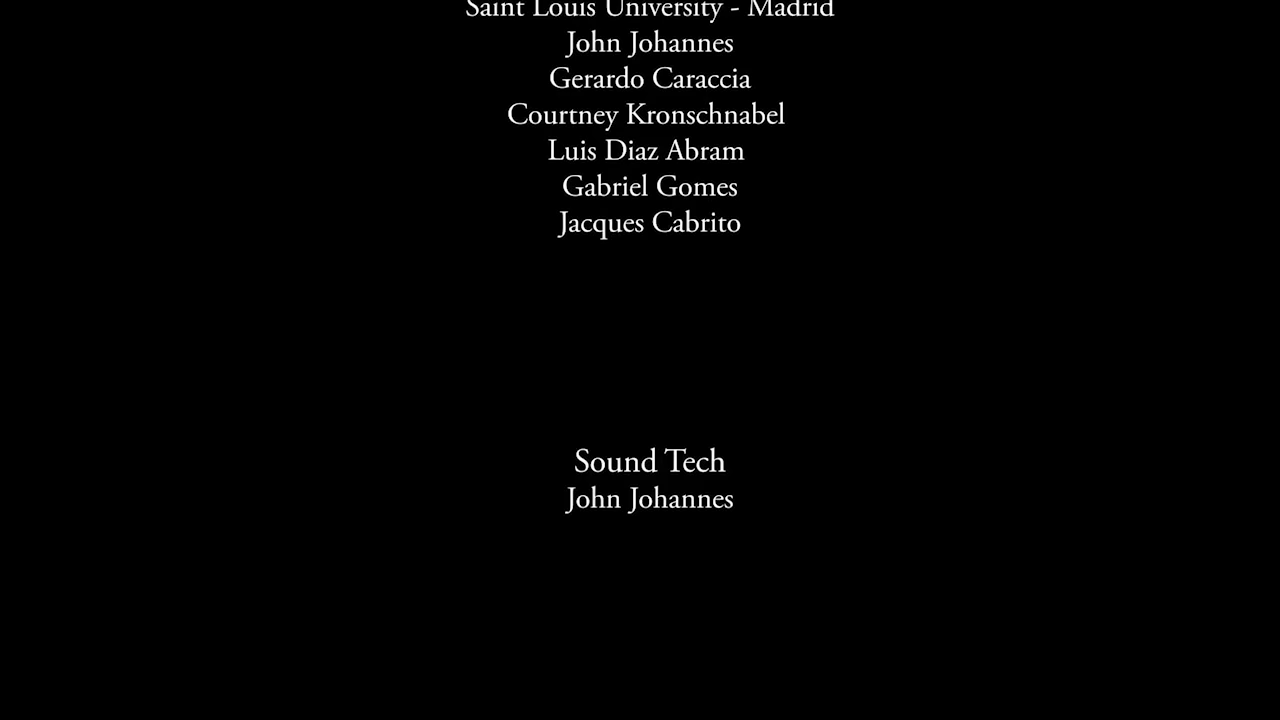 Saint Louis University - Madrid
John Johannes
Gerardo Caraccia
Courtney Kronschnabel
Luis Diaz Abram
Gabriel Gomes
Jacques Cabrito
Sound Tech
John Johannes